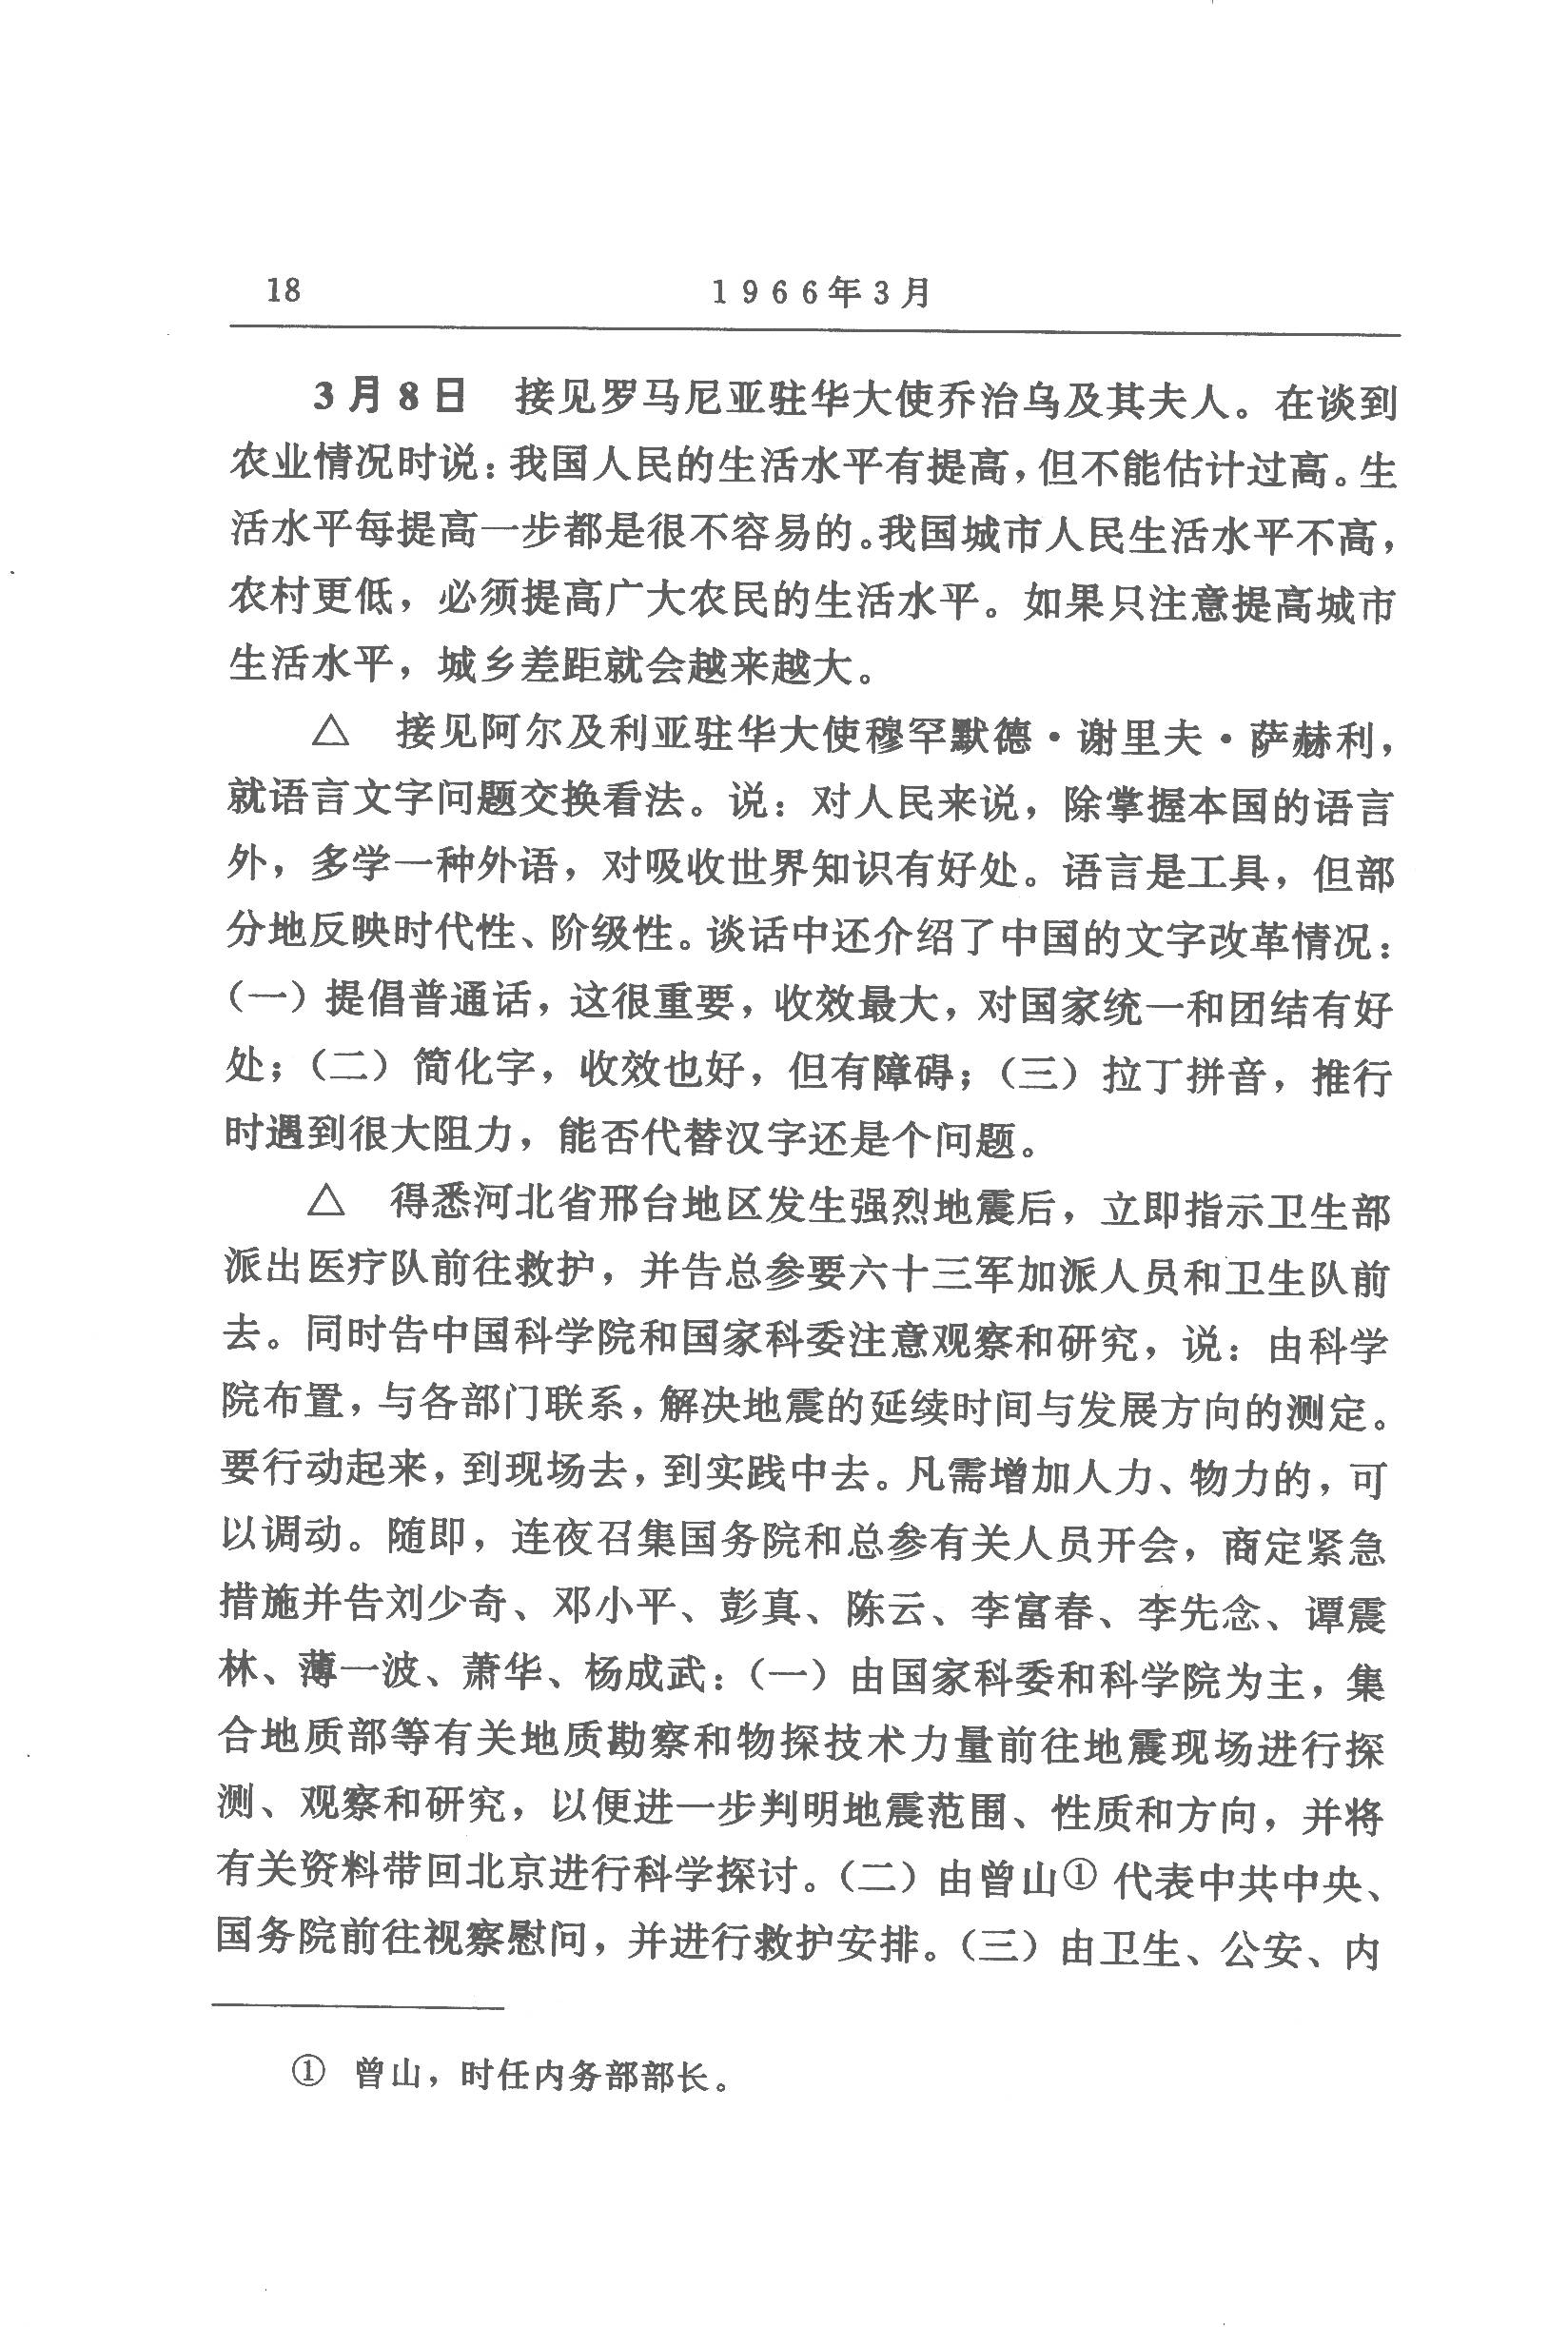 18
1966年3月
3月8日 接见罗马尼亚驻华大使乔治乌及其夫人。在谈到
农业情况时说：我国人民的生活水平有提高，但不能估计过高。生
活水平每提高一步都是很不容易的。我国城市人民生活水平不高，
农村更低，必须提高广大农民的生活水平。如果只注意提高城市
生活水平，城乡差距就会越来越大。
△ 接见阿尔及利亚驻华大使穆罕默德·谢里夫·萨赫利，
就语言文字问题交换看法。说：对人民来说，除掌握本国的语言
外，多学一种外语，对吸收世界知识有好处。语言是工具，但部
分地反映时代性、阶级性。谈话中还介绍了中国的文字改革情况：
（一）提倡普通话，这很重要，收效最大，对国家统一和团结有好
处；（二）简化字，收效也好，但有障碍；（三）拉丁拼音，推行
时遇到很大阻力，能否代替汉字还是个问题。
△ 得悉河北省邢台地区发生强烈地震后，立即指示卫生部
派出医疗队前往救护，并告总参要六十三军加派人员和卫生队前
去。同时告中国科学院和国家科委注意观察和研究，说：由科学
院布置，与各部门联系，解决地震的延续时间与发展方向的测定。
要行动起来，到现场去，到实践中去。凡需增加人力、物力的，可
以调动。随即，连夜召集国务院和总参有关人员开会，商定紧急
措施并告刘少奇、邓小平、彭真、陈云、李富春、李先念、谭震
林、薄一波、萧华、杨成武：（一）由国家科委和科学院为主，集
合地质部等有关地质勘察和物探技术力量前往地震现场进行探
测、观察和研究，以便进一步判明地震范围、性质和方向，并将
有关资料带回北京进行科学探讨。（二）由曾山① 代表中共中央、
国务院前往视察慰问，并进行救护安排。（三）由卫生、公安、内
① 曾山，时任内务部部长。